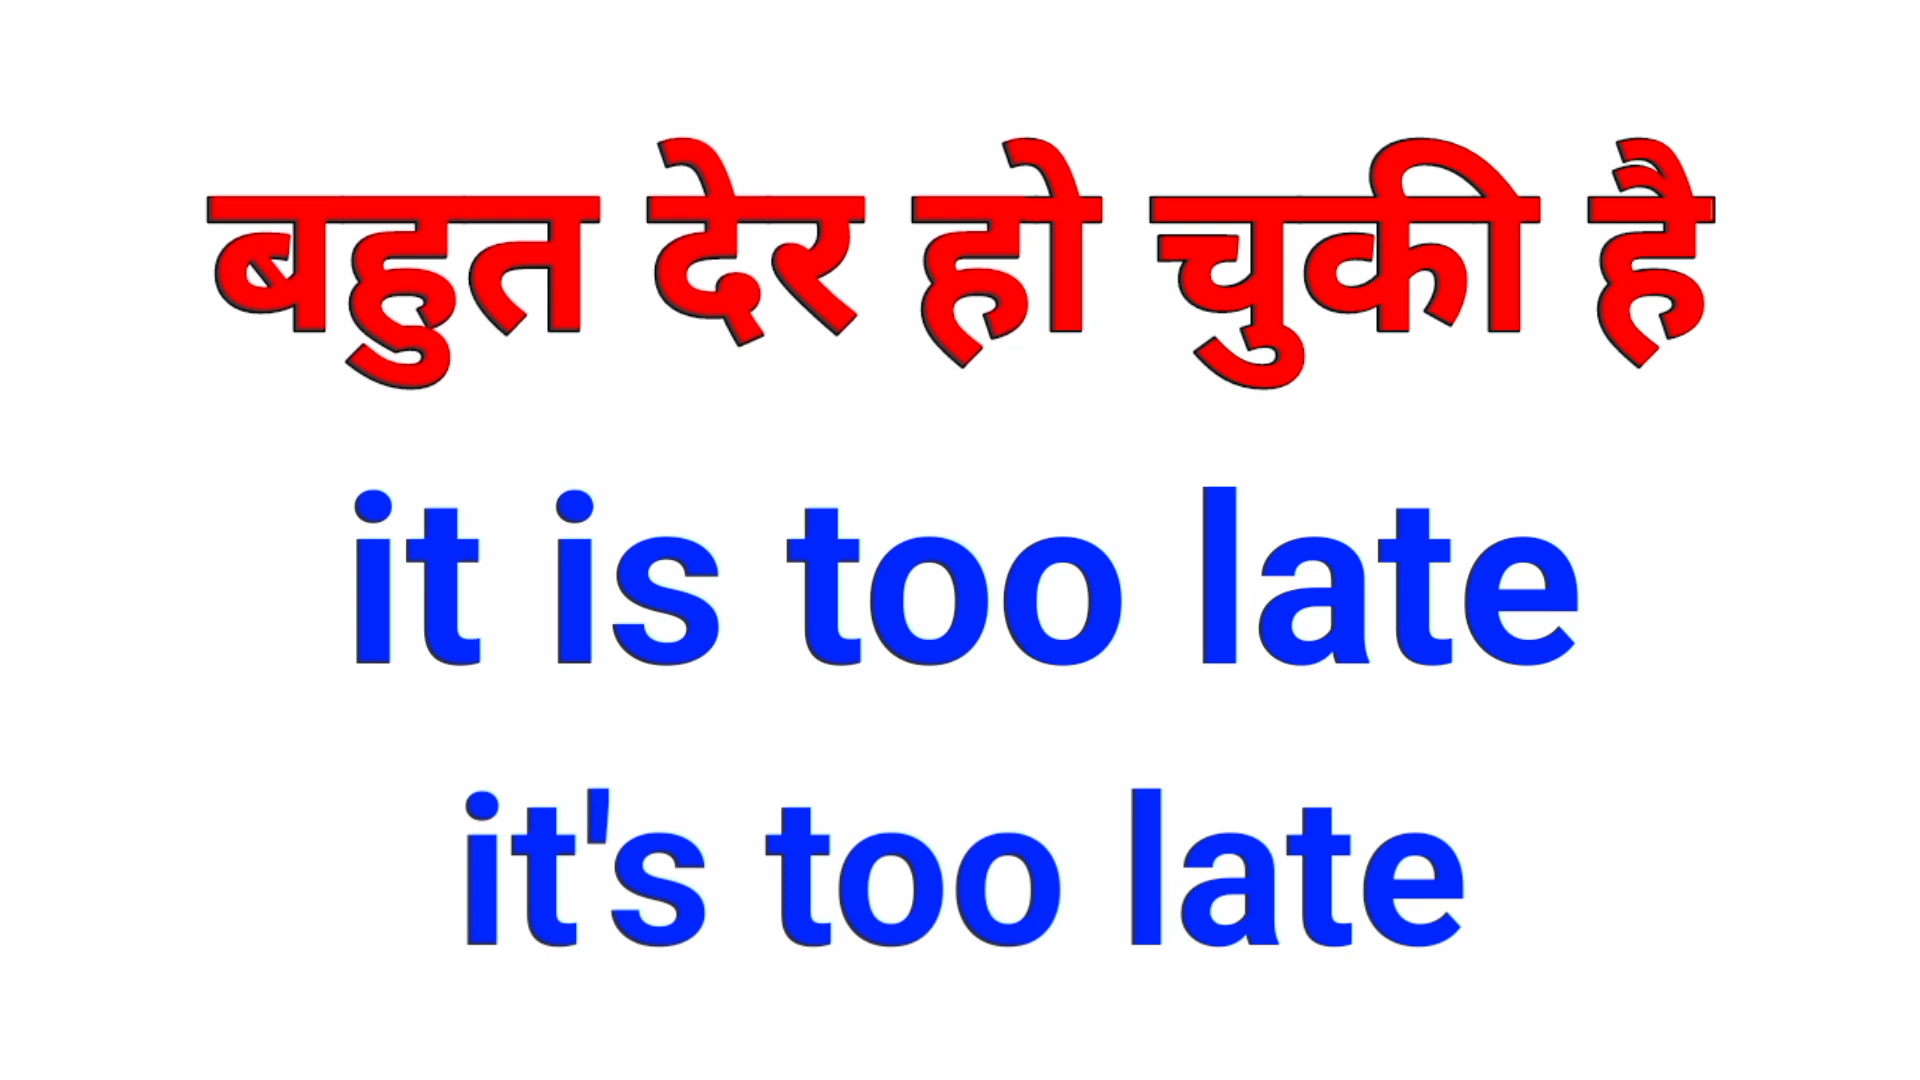 बहुत देर हो चुकी है
it is too late
it's too late